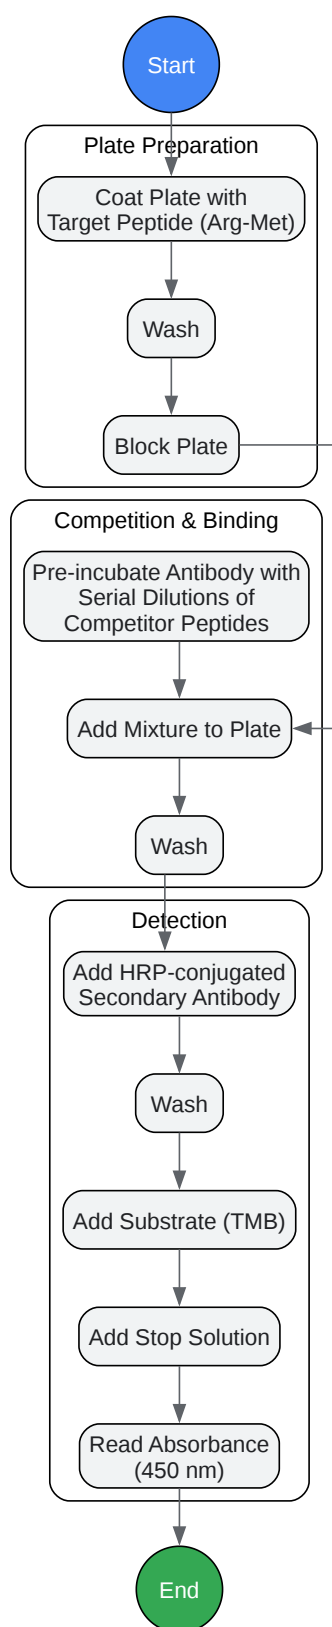 Start
Plate Preparation
Coat Plate with
Target Peptide (Arg-Met)
Wash
Block Plate
Competition & Binding
Pre-incubate Antibody with
Serial Dilutions of
Competitor Peptides
Add Mixture to Plate
Wash
Detection
Add HRP-conjugated
Secondary Antibody
Wash
Add Substrate (TMB)
Add Stop Solution
Read Absorbance
(450 nm)
End